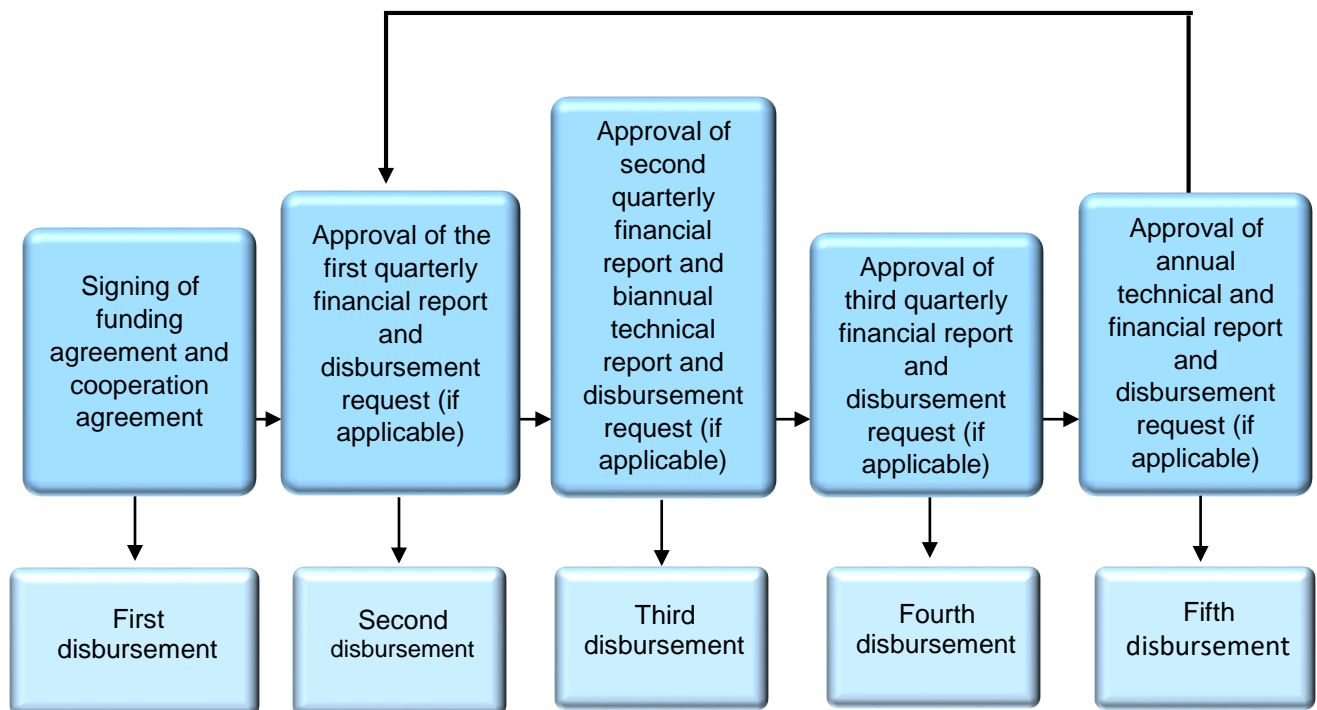 Signing of
funding
agreement and
cooperation
agreement
Approval of the
first quarterly
financial report
and
disbursement
request (if
applicable)
Approval of
second
quarterly
financial
report and
biannual
technical
report and
disbursement
request (if
applicable)
Approval of
third quarterly
financial report
and
disbursement
request (if
applicable)
Approval of
annual
technical and
financial report
and
disbursement
request (if
applicable)
First
disbursement
Second
disbursement
Third
disbursement
Fourth
disbursement
Fifth
disbursement